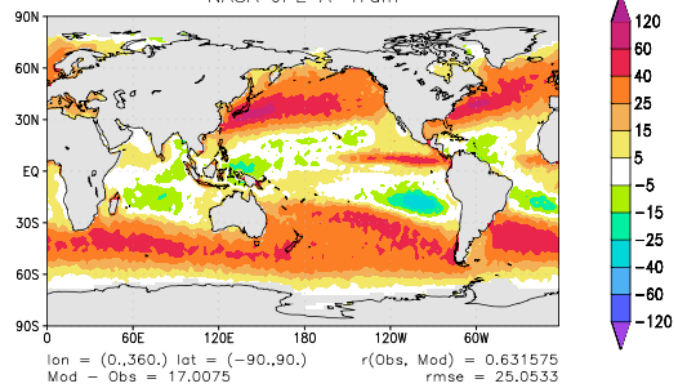 90N
60N
30N
EQ
30S
60S
90S
0
60E
120E
180
120W
60W
120
60
40
25
15
5
-5
-15
-25
-40
-60
-120
lon = (0.,360.) lat = (-90.,90.)
r(Obs, Mod) = 0.631575
Mod - Obs = 17.0075
rmse = 25.0533